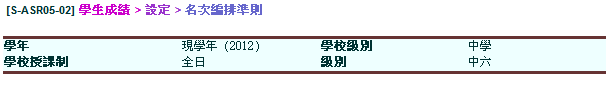 [S-ASR05-02] 學生成績 > 設定 > 名次編排準則
學年 現學年 (2012) 學校級別 中學
學校授課制 全日 級別 中六